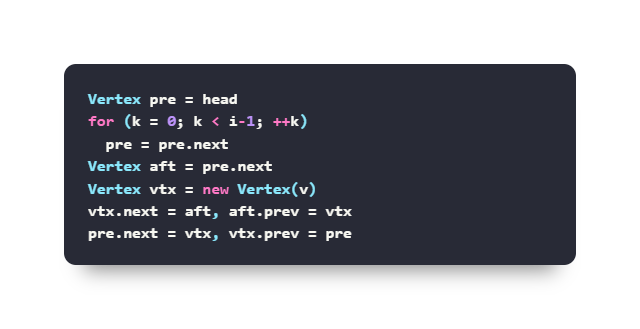 Vertex pre = head
for (k = 0; k < i-1; ++k)
  pre = pre.next
Vertex aft = pre.next
Vertex vtx = new Vertex(v)
vtx.next = aft, aft.prev = vtx
pre.next = vtx, vtx.prev = pre